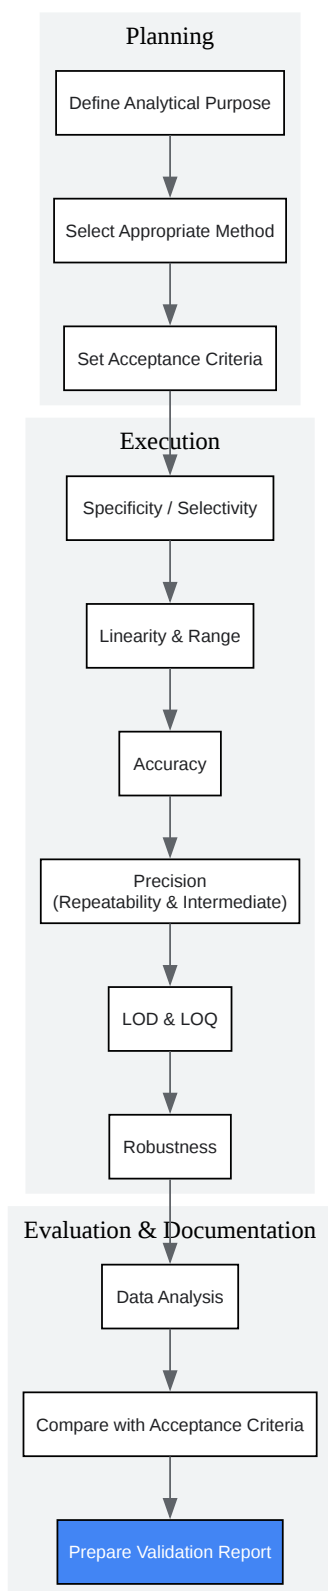 Planning
Define Analytical Purpose
Select Appropriate Method
Set Acceptance Criteria
Execution
Specificity / Selectivity
Linearity & Range
Accuracy
Precision
(Repeatability & Intermediate)
LOD & LOQ
Robustness
Evaluation & Documentation
Data Analysis
Compare with Acceptance Criteria
Prepare Validation Report